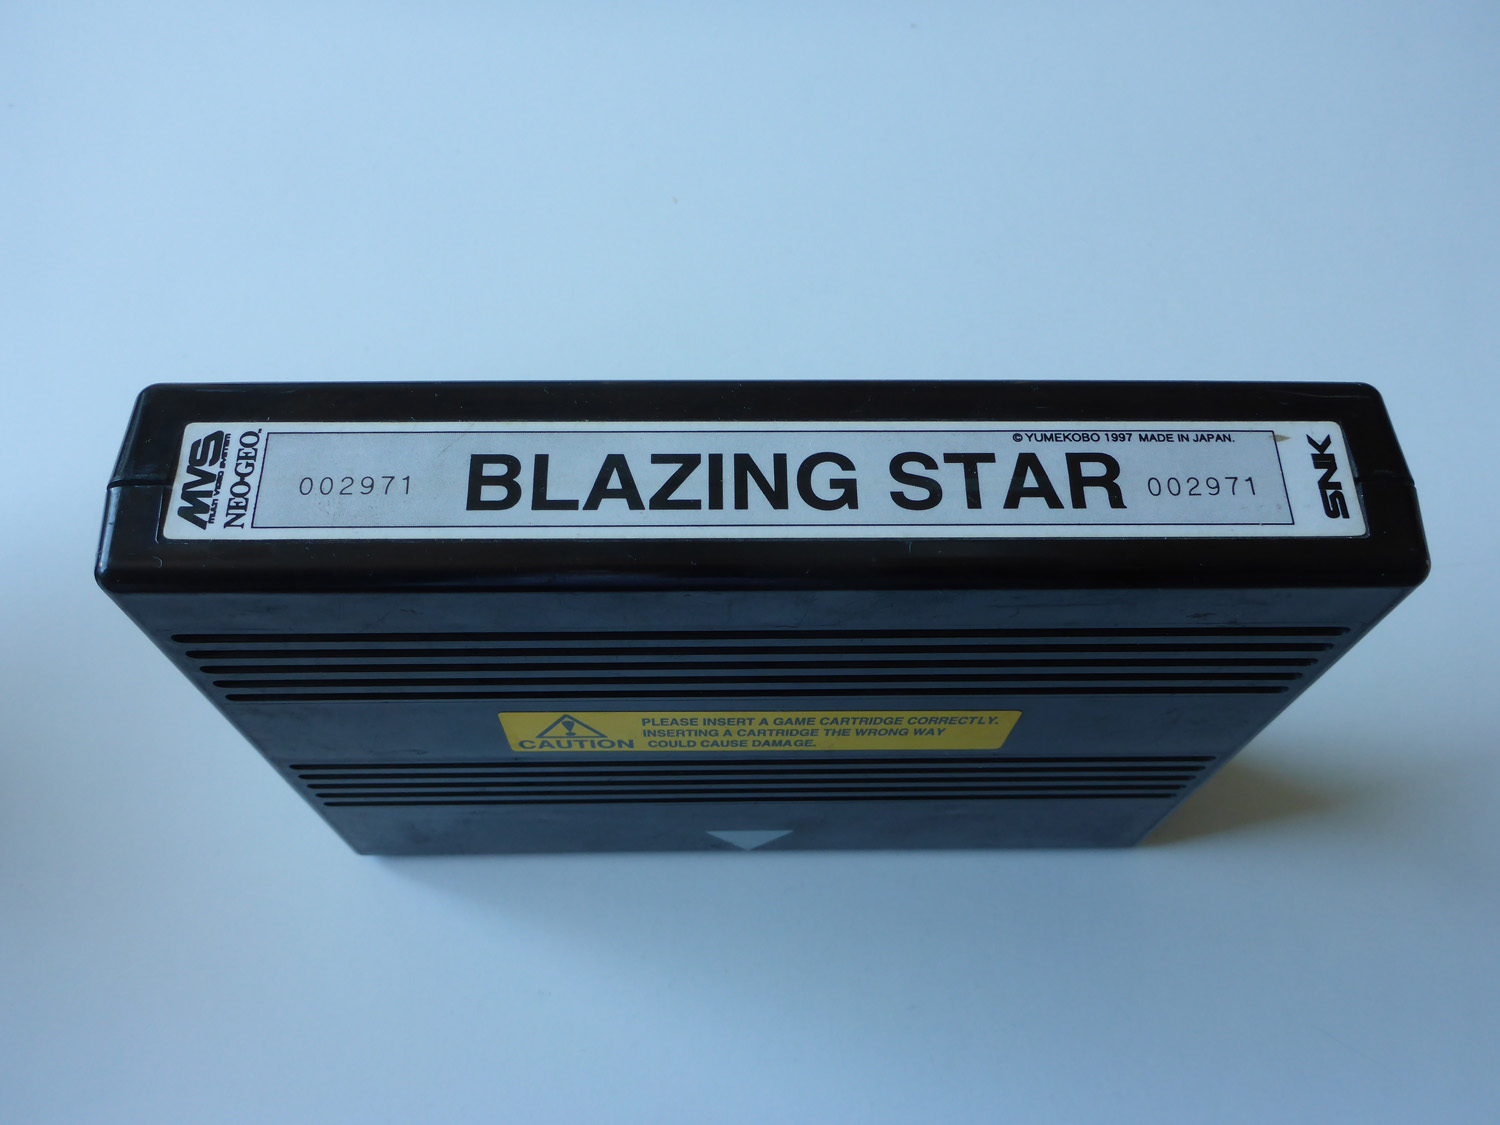 MVS
MULTI VIDEO SYSTEM
NEO•GEO
© YUMEKOBO 1997 MADE IN JAPAN.
002971 BLAZING STAR 002971
SNK
CAUTION
PLEASE INSERT A GAME CARTRIDGE CORRECTLY.
INSERTING A CARTRIDGE THE WRONG WAY
COULD CAUSE DAMAGE.